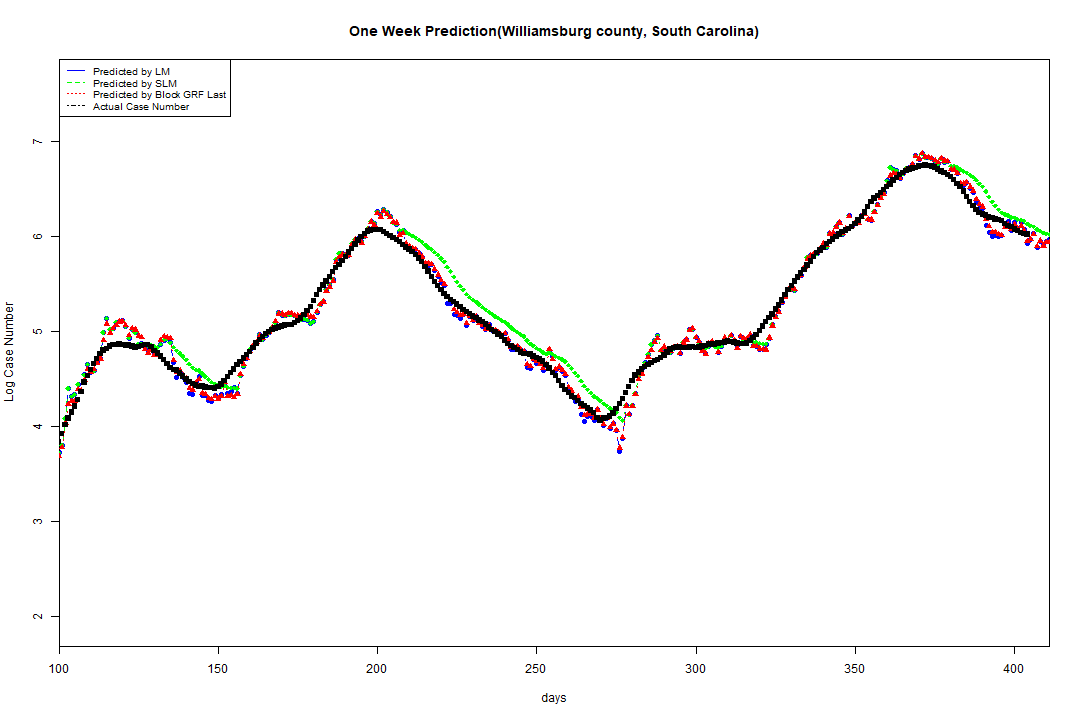 One Week Prediction(Williamsburg county, South Carolina)
Predicted by LM
Predicted by SLM
Predicted by Block GRF Last
Actual Case Number
7
6
5
4
3
2
Log Case Number
100 150 200 250 300 350 400
days